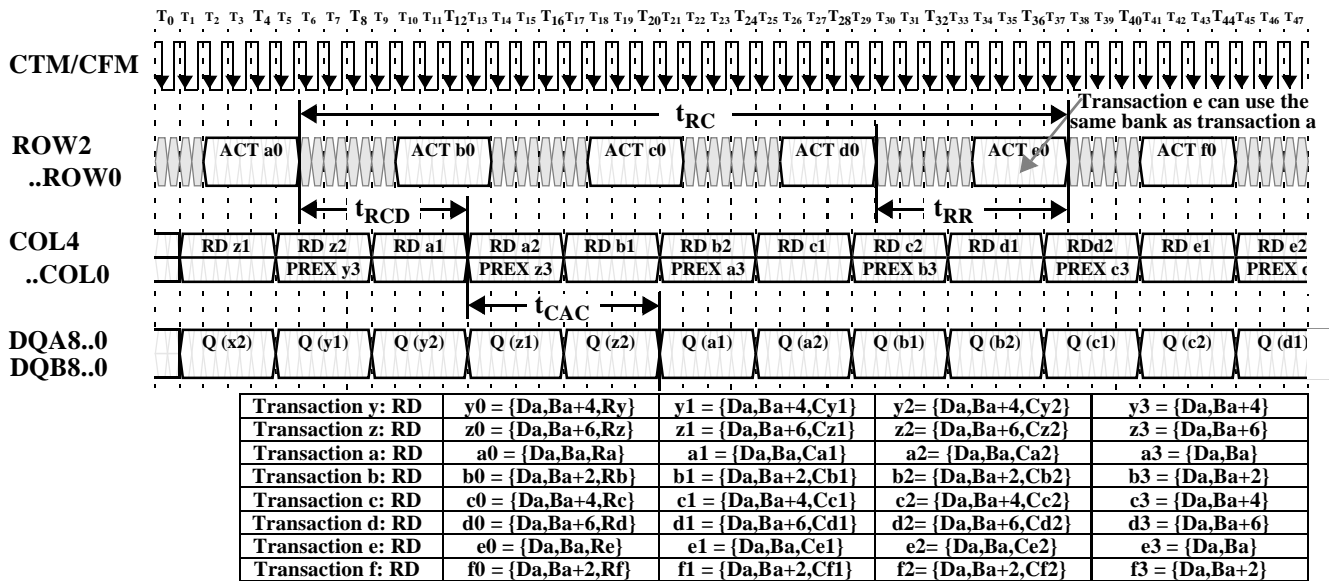 T0 T1 T2 T3 T4 T5 T6 T7 T8 T9 T10 T11 T12 T13 T14 T15 T16 T17 T18 T19 T20 T21 T22 T23 T24 T25 T26 T27 T28 T29 T30 T31 T32 T33 T34 T35 T36 T37 T38 T39 T40 T41 T42 T43 T44 T45 T46 T47
CTM/CFM
Transaction e can use the
same bank as transaction a
tRC
ROW2
..ROW0
ACT a0 ACT b0 ACT c0 ACT d0 ACT e0 ACT f0
tRCD tRR
COL4
..COL0
RD z1 RD z2 RD a1 RD a2 RD b1 RD b2 RD c1 RD c2 RD d1 RDd2 RD e1 RD e2
PREX y3 PREX z3 PREX a3 PREX b3 PREX c3 PREX
tCAC
DQA8..0
DQB8..0
Q (x2) Q (y1) Q (y2) Q (z1) Q (z2) Q (a1) Q (a2) Q (b1) Q (b2) Q (c1) Q (c2) Q (d1)
Transaction y: RD y0 = {Da,Ba+4,Ry} y1 = {Da,Ba+4,Cy1} y2= {Da,Ba+4,Cy2} y3 = {Da,Ba+4}
Transaction z: RD z0 = {Da,Ba+6,Rz} z1 = {Da,Ba+6,Cz1} z2= {Da,Ba+6,Cz2} z3 = {Da,Ba+6}
Transaction a: RD a0 = {Da,Ba,Ra} a1 = {Da,Ba,Ca1} a2= {Da,Ba,Ca2} a3 = {Da,Ba}
Transaction b: RD b0 = {Da,Ba+2,Rb} b1 = {Da,Ba+2,Cb1} b2= {Da,Ba+2,Cb2} b3 = {Da,Ba+2}
Transaction c: RD c0 = {Da,Ba+4,Rc} c1 = {Da,Ba+4,Cc1} c2= {Da,Ba+4,Cc2} c3 = {Da,Ba+4}
Transaction d: RD d0 = {Da,Ba+6,Rd} d1 = {Da,Ba+6,Cd1} d2= {Da,Ba+6,Cd2} d3 = {Da,Ba+6}
Transaction e: RD e0 = {Da,Ba,Re} e1 = {Da,Ba,Ce1} e2= {Da,Ba,Ce2} e3 = {Da,Ba}
Transaction f: RD f0 = {Da,Ba+2,Rf} f1 = {Da,Ba+2,Cf1} f2= {Da,Ba+2,Cf2} f3 = {Da,Ba+2}